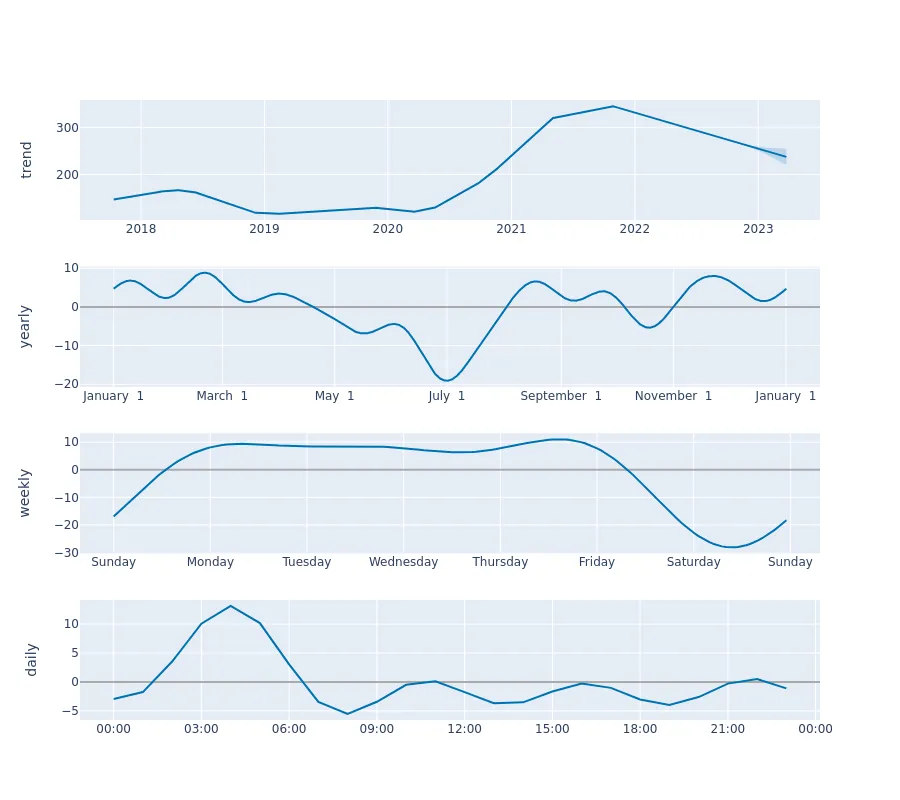 300
trend
200
2018 2019 2020 2021 2022 2023
10
0
yearly
−10
−20
January 1 March 1 May 1 July 1 September 1 November 1 January 1
10
0
weekly
−10
−20
−30
Sunday Monday Tuesday Wednesday Thursday Friday Saturday Sunday
10
5
daily
0
−5
00:00 03:00 06:00 09:00 12:00 15:00 18:00 21:00 00:00